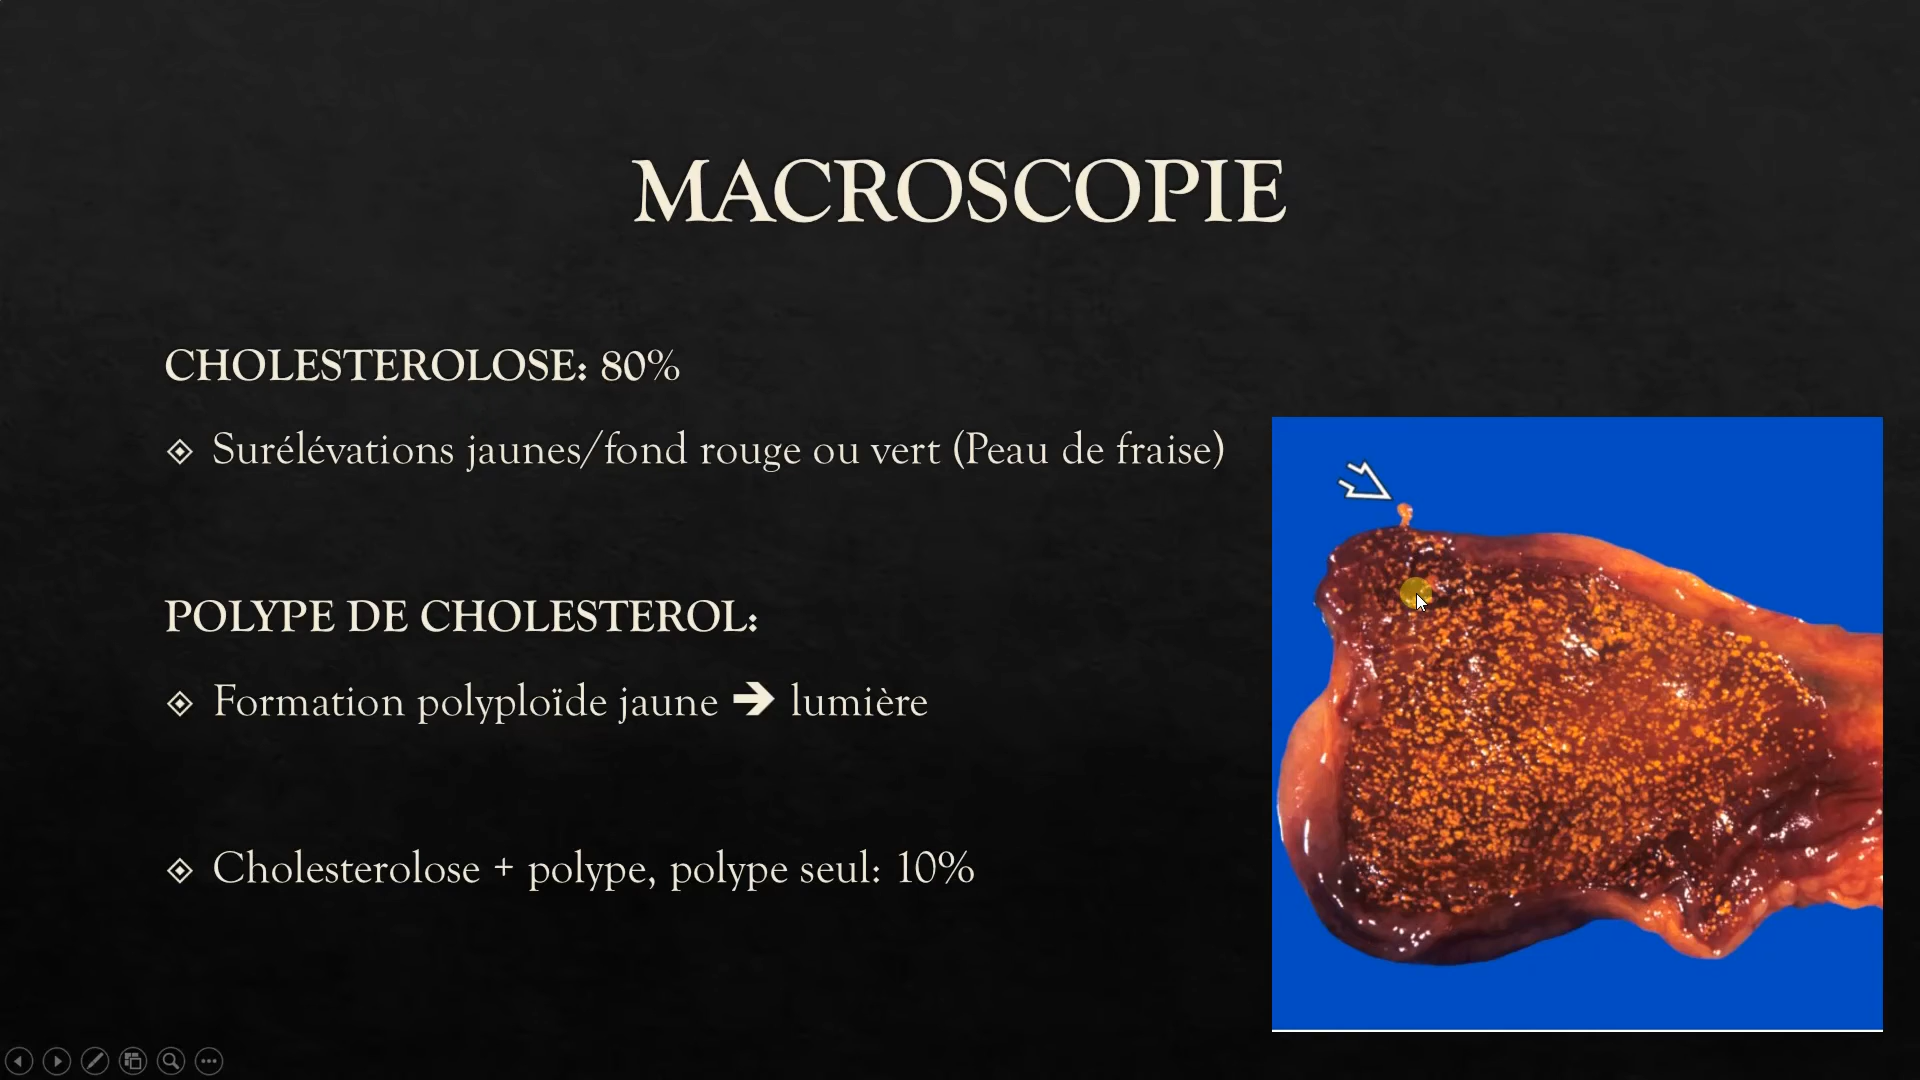 MACROSCOPIE
CHOLESTEROLOSE: 80%
Surélévations jaunes/fond rouge ou vert (Peau de fraise)
POLYPE DE CHOLESTEROL:
Formation polyploïde jaune 🡺 lumière
Cholesterolose + polype, polype seul: 10%